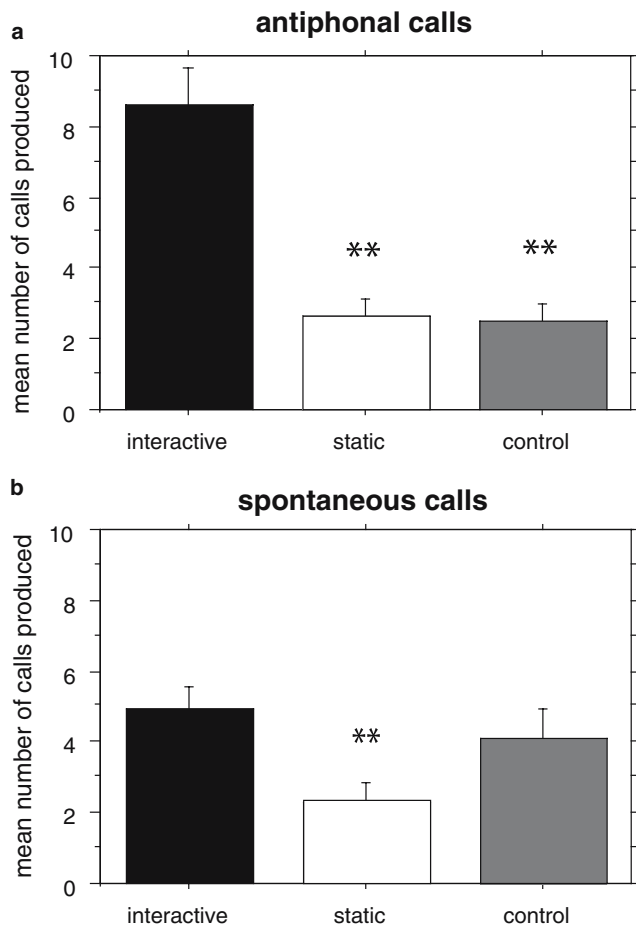 a
antiphonal calls
mean number of calls produced
10
8
6
4
2
0
**
**
interactive static control
b
spontaneous calls
mean number of calls produced
10
8
6
4
2
0
**
interactive static control